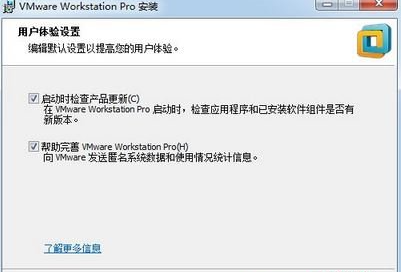 VMware Workstation Pro 安装
用户体验设置
编辑默认设置以提高您的用户体验。
启动时检查产品更新(C)
在 VMware Workstation Pro 启动时，检查应用程序和已安装软件组件是否有
新版本。
帮助完善 VMware Workstation Pro(H)
向 VMware 发送匿名系统数据和使用情况统计信息。
了解更多信息